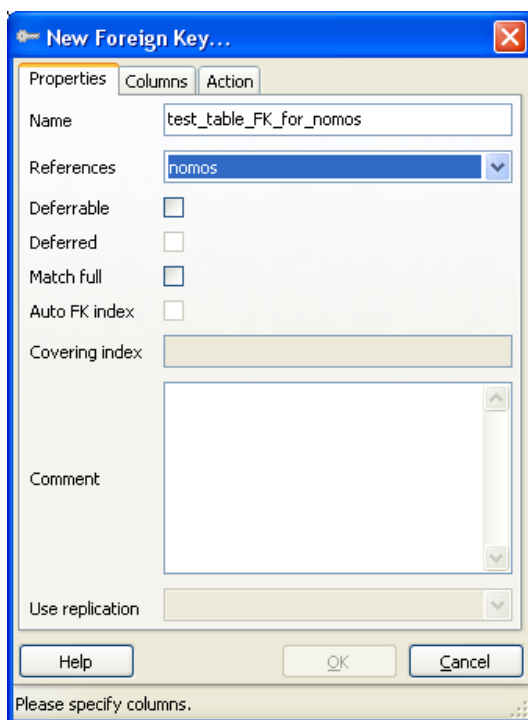 New Foreign Key...
Properties Columns Action
Name test_table_FK_for_nomos
References nomos
Deferrable
Deferred
Match full
Auto FK index
Covering index
Comment
Use replication
Help OK Cancel
Please specify columns.